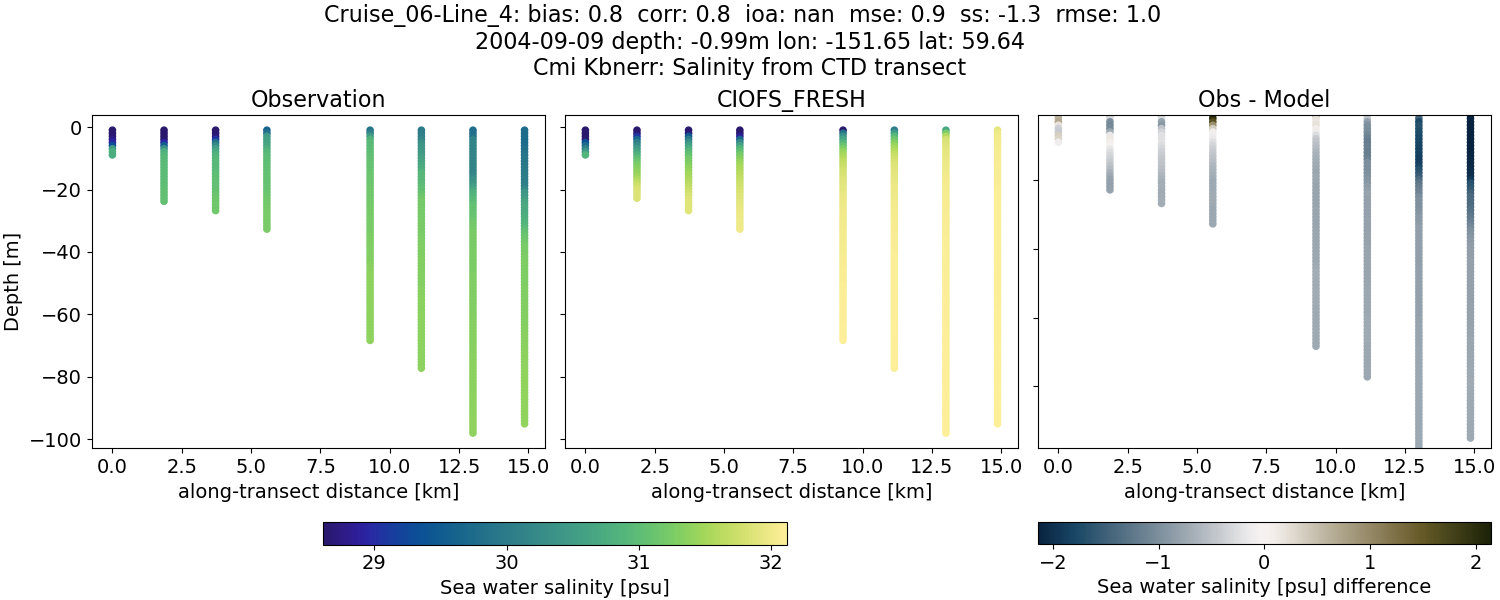 Cruise_06-Line_4: bias: 0.8  corr: 0.8  ioa: nan  mse: 0.9  ss: -1.3  rmse: 1.0
2004-09-09 depth: -0.99m lon: -151.65 lat: 59.64
Cmi Kbnerr: Salinity from CTD transect
Observation
CIOFS_FRESH
Obs - Model
Depth [m]
0
−20
−40
−60
−80
−100
0.0 2.5 5.0 7.5 10.0 12.5 15.0
along-transect distance [km]
0.0 2.5 5.0 7.5 10.0 12.5 15.0
along-transect distance [km]
0.0 2.5 5.0 7.5 10.0 12.5 15.0
along-transect distance [km]
29 30 31 32
Sea water salinity [psu]
−2 −1 0 1 2
Sea water salinity [psu] difference